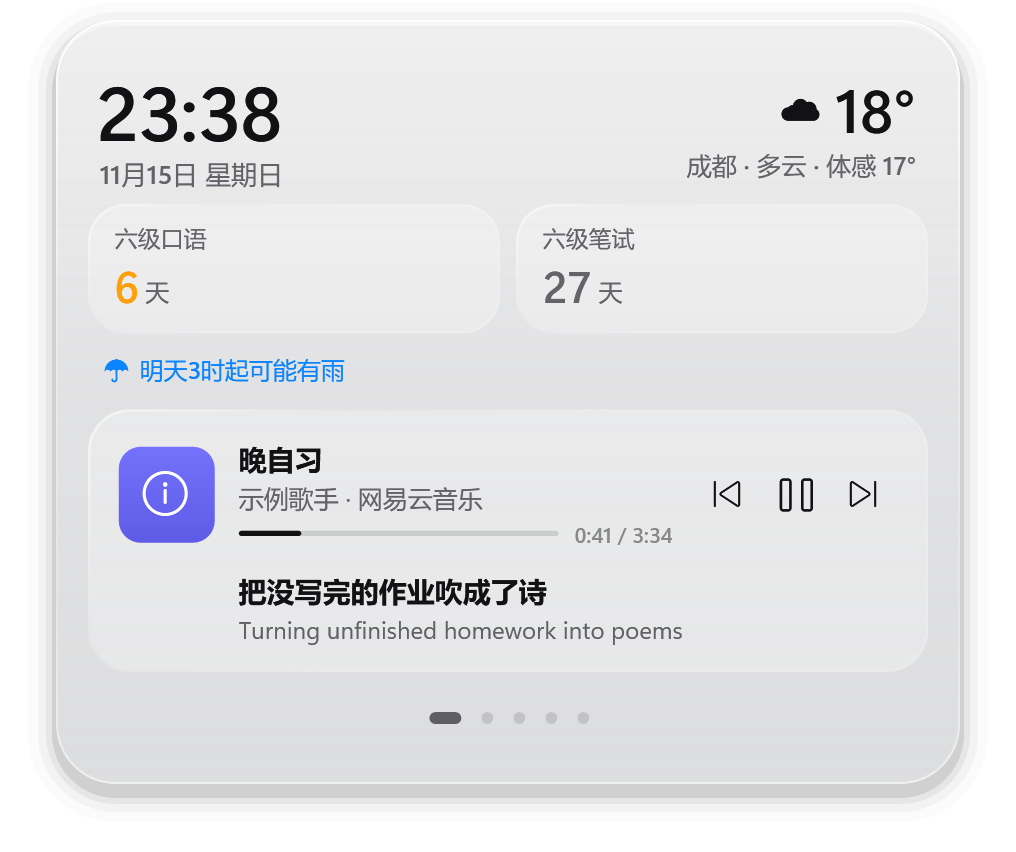 23:38
18°
11月15日 星期日
成都 · 多云 · 体感 17°
六级口语
6 天
六级笔试
27 天
明天3时起可能有雨
晚自习
示例歌手 · 网易云音乐
0:41 / 3:34
把没写完的作业吹成了诗
Turning unfinished homework into poems